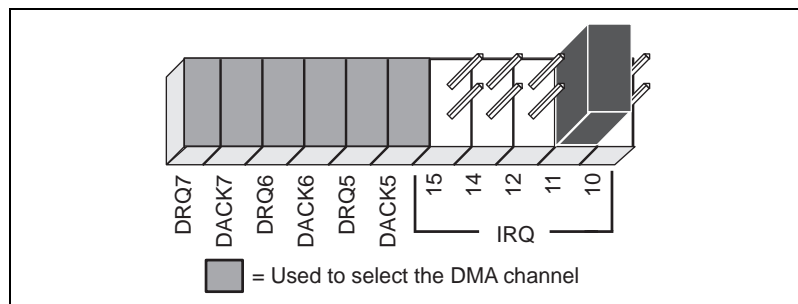 DRQ7
DACK7
DRQ6
DACK6
DRQ5
DACK5
15
14
12
11
10
IRQ
= Used to select the DMA channel